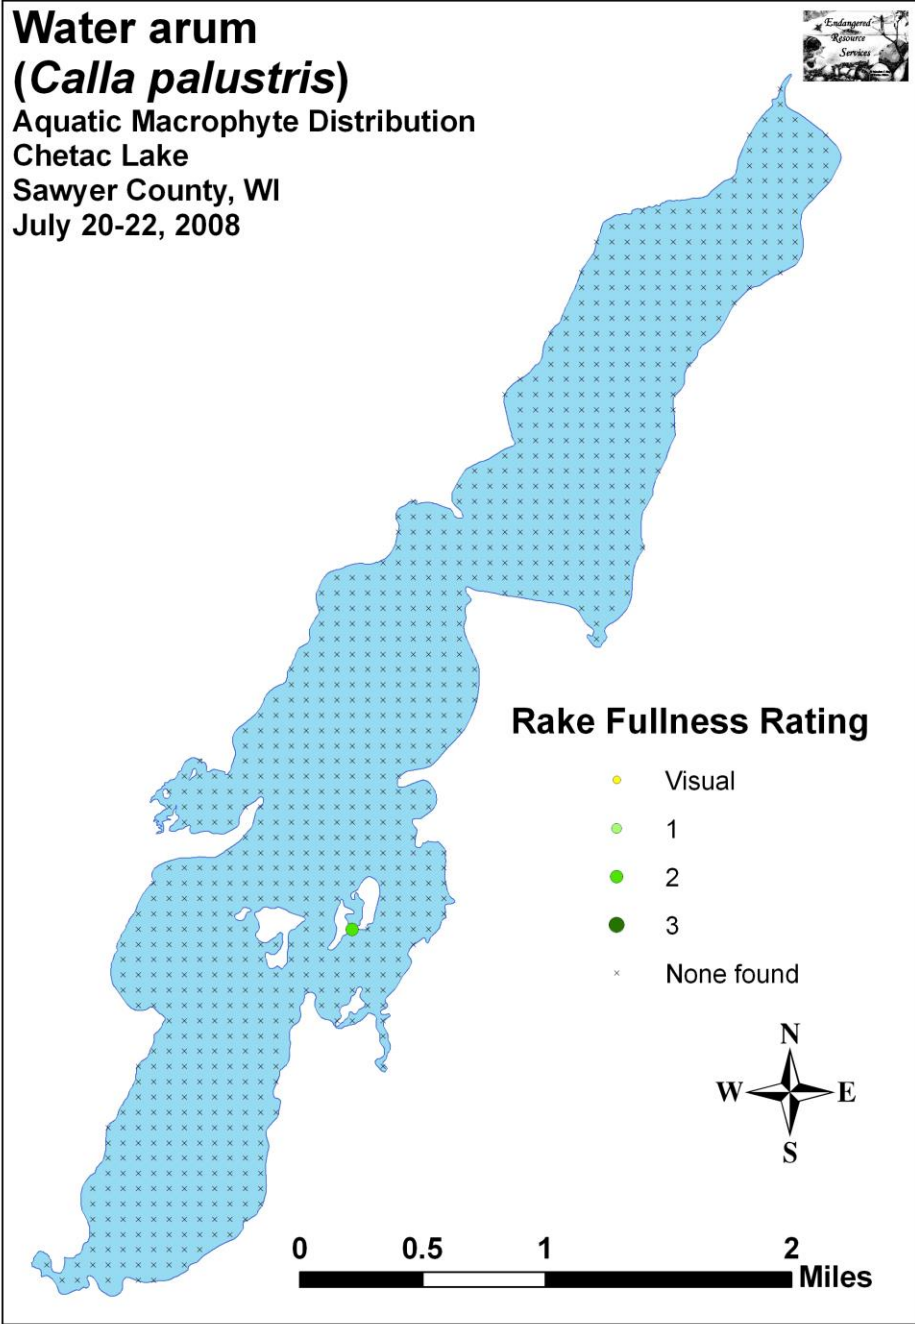 Water arum
(Calla palustris)
Aquatic Macrophyte Distribution
Chetac Lake
Sawyer County, WI
July 20-22, 2008
Endangered
Resource
Services
Rake Fullness Rating
Visual
1
2
3
None found
N
W E
S
0 0.5 1 2
Miles